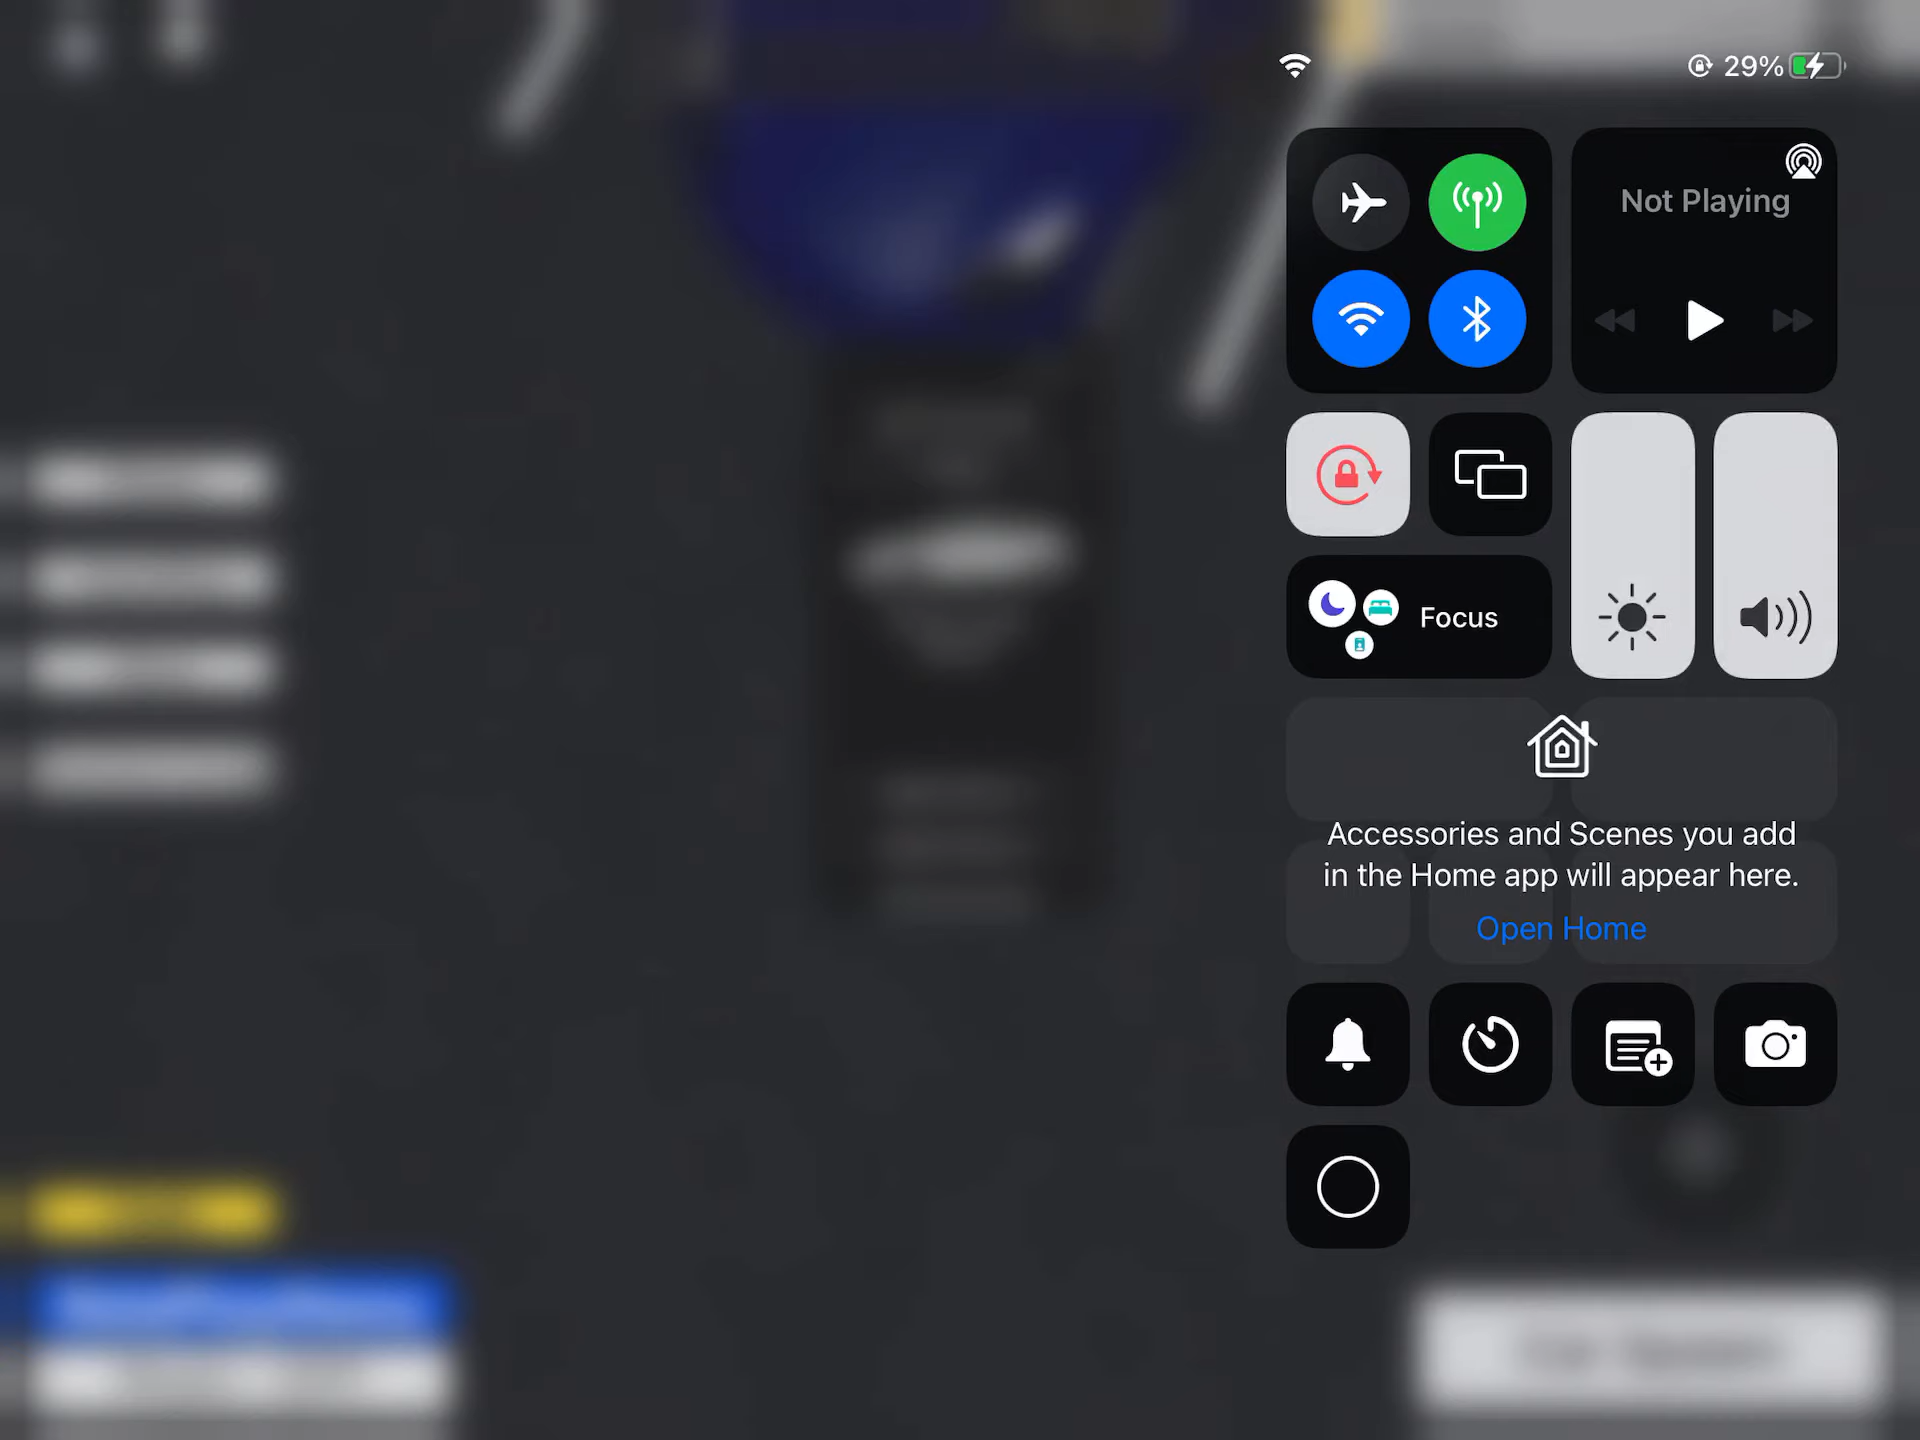 29%
Not Playing
Focus
Accessories and Scenes you add
in the Home app will appear here.
Open Home